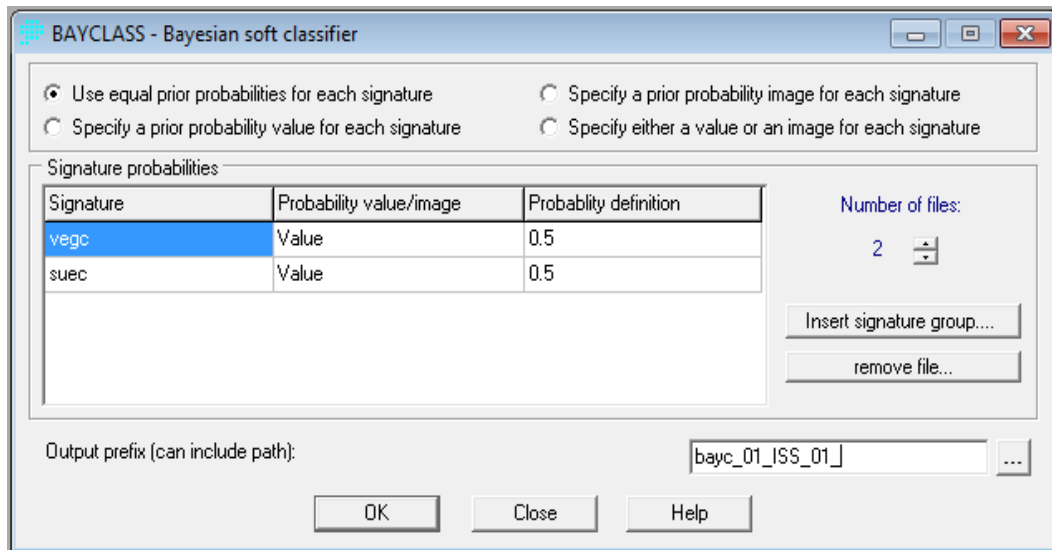 BAYCLASS - Bayesian soft classifier
Use equal prior probabilities for each signature
Specify a prior probability image for each signature
Specify a prior probability value for each signature
Specify either a value or an image for each signature
Signature probabilities
Signature Probability value/image Probablity definition
vegc Value 0.5
suec Value 0.5
Number of files:
2
Insert signature group....
remove file...
Output prefix (can include path):
bayc_01_ISS_01_
...
OK Close Help